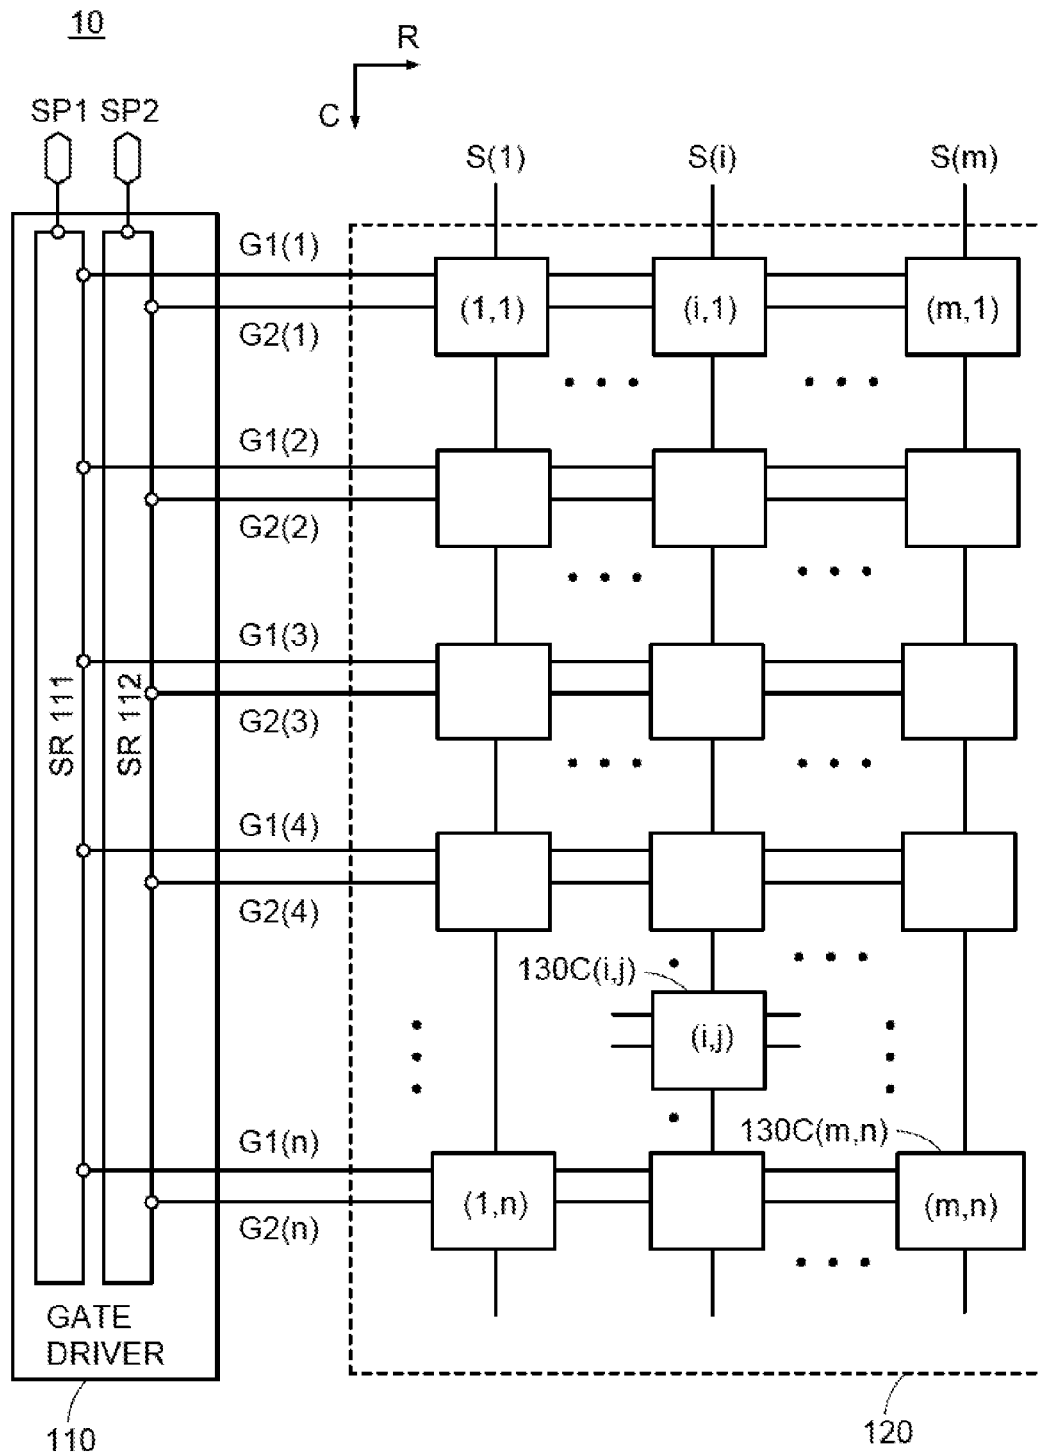 10
R
C
SP1 SP2
S(1) S(i) S(m)
G1(1)
(1,1) (i,1) (m,1)
G2(1)
G1(2)
G2(2)
G1(3)
G2(3)
SR 111
SR 112
G1(4)
G2(4)
130C(i,j)
(i,j)
130C(m,n)
G1(n)
(1,n) (m,n)
G2(n)
GATE
DRIVER
110
120